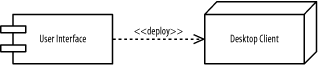 User Interface
<<deploy>>
Desktop Client